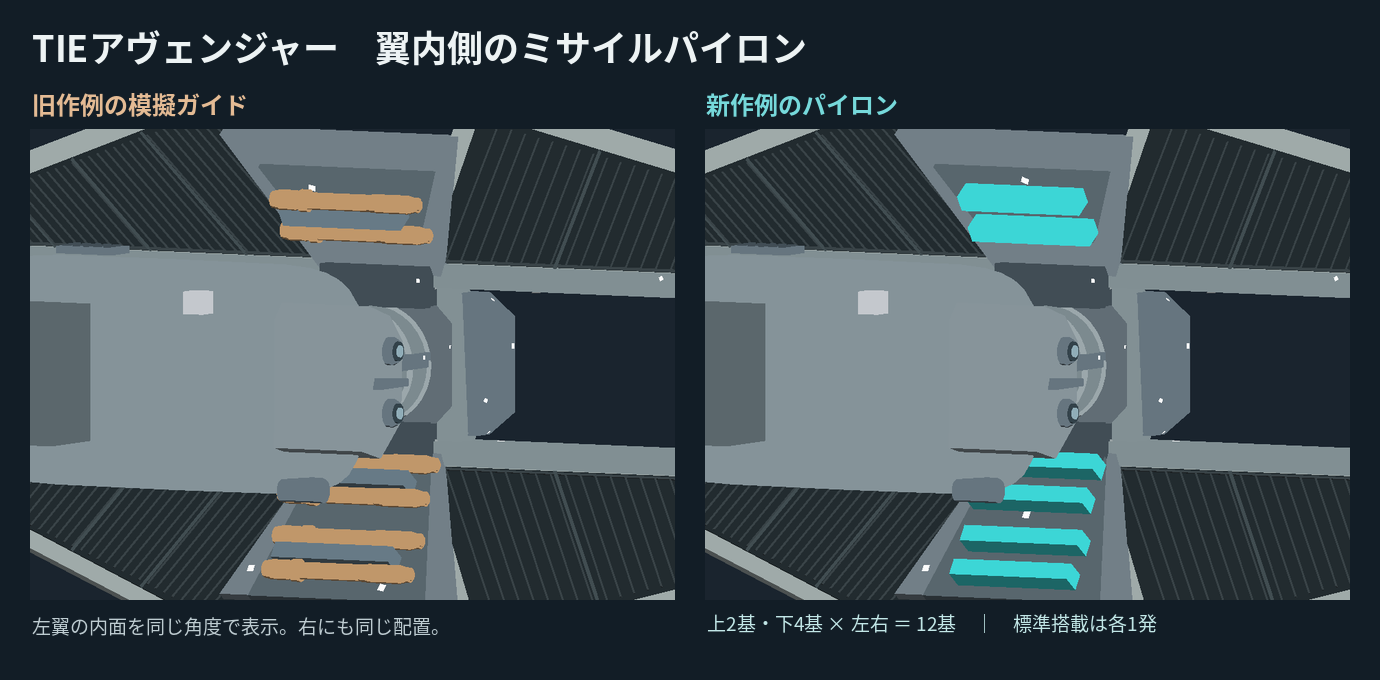 TIEアヴェンジャー　翼内側のミサイルパイロン
旧作例の模擬ガイド
新作例のパイロン
左翼の内面を同じ角度で表示。右にも同じ配置。
上2基・下4基 × 左右 ＝ 12基　｜　標準搭載は各1発